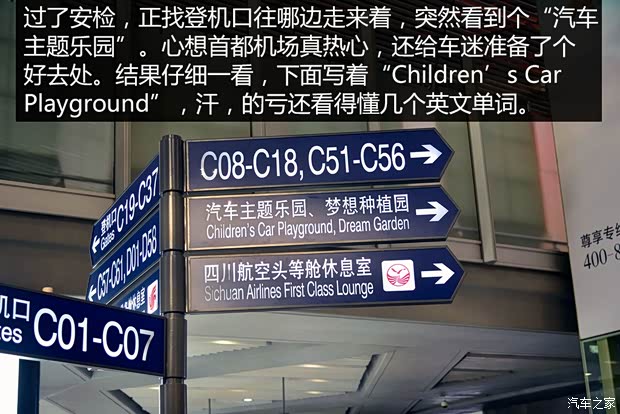 过了安检，正找登机口往哪边走来着，突然看到个“汽车
主题乐园”。心想首都机场真热心，还给车迷准备了个
好去处。结果仔细一看，下面写着“Children’s Car
Playground”，汗，的亏还看得懂几个英文单词。
C08-C18, C51-C56
汽车主题乐园、梦想种植园
Children's Car Playground, Dream Garden
四川航空头等舱休息室
Sichuan Airlines First Class Lounge
登机口 C19-C37
Gates
C57-C61, D01-D58
机口 C01-C07
tes
尊享专线
400-8
汽车之家